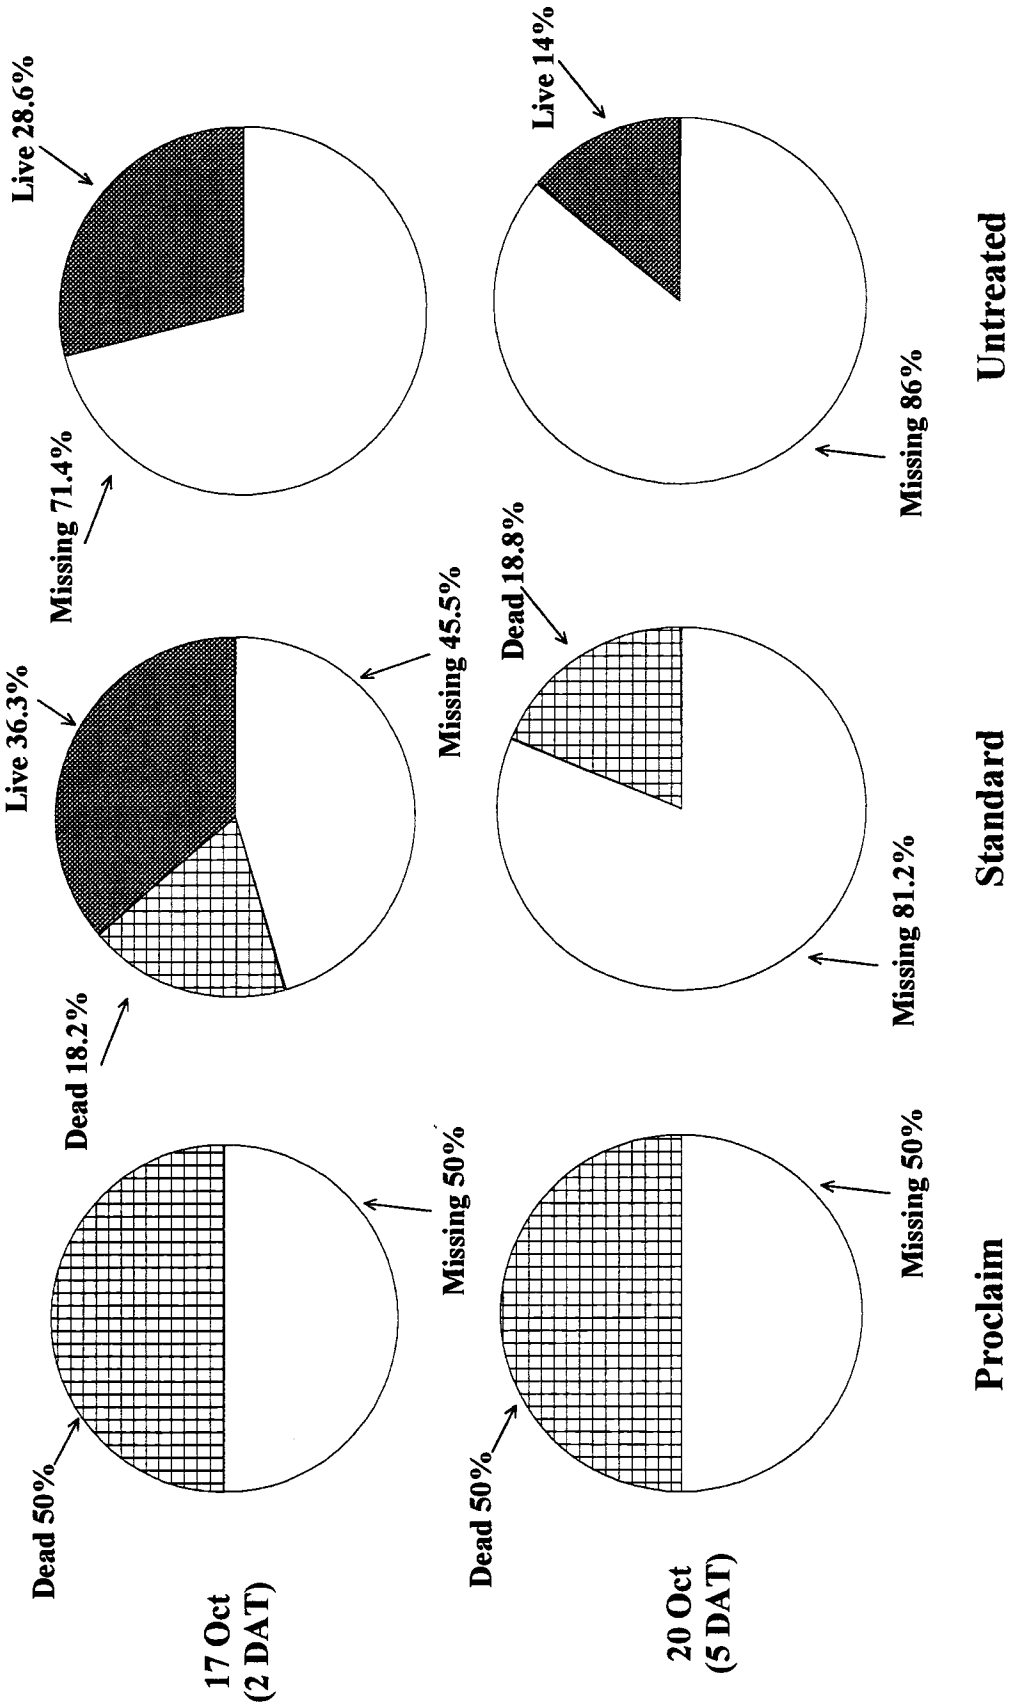 Dead 50%
Dead 18.2%
Live 36.3%
Missing 71.4%
Live 28.6%
17 Oct
(2 DAT)
Missing 50%
Missing 45.5%
Dead 50%
Dead 18.8%
Live 14%
20 Oct
(5 DAT)
Missing 50%
Missing 81.2%
Missing 86%
Proclaim
Standard
Untreated